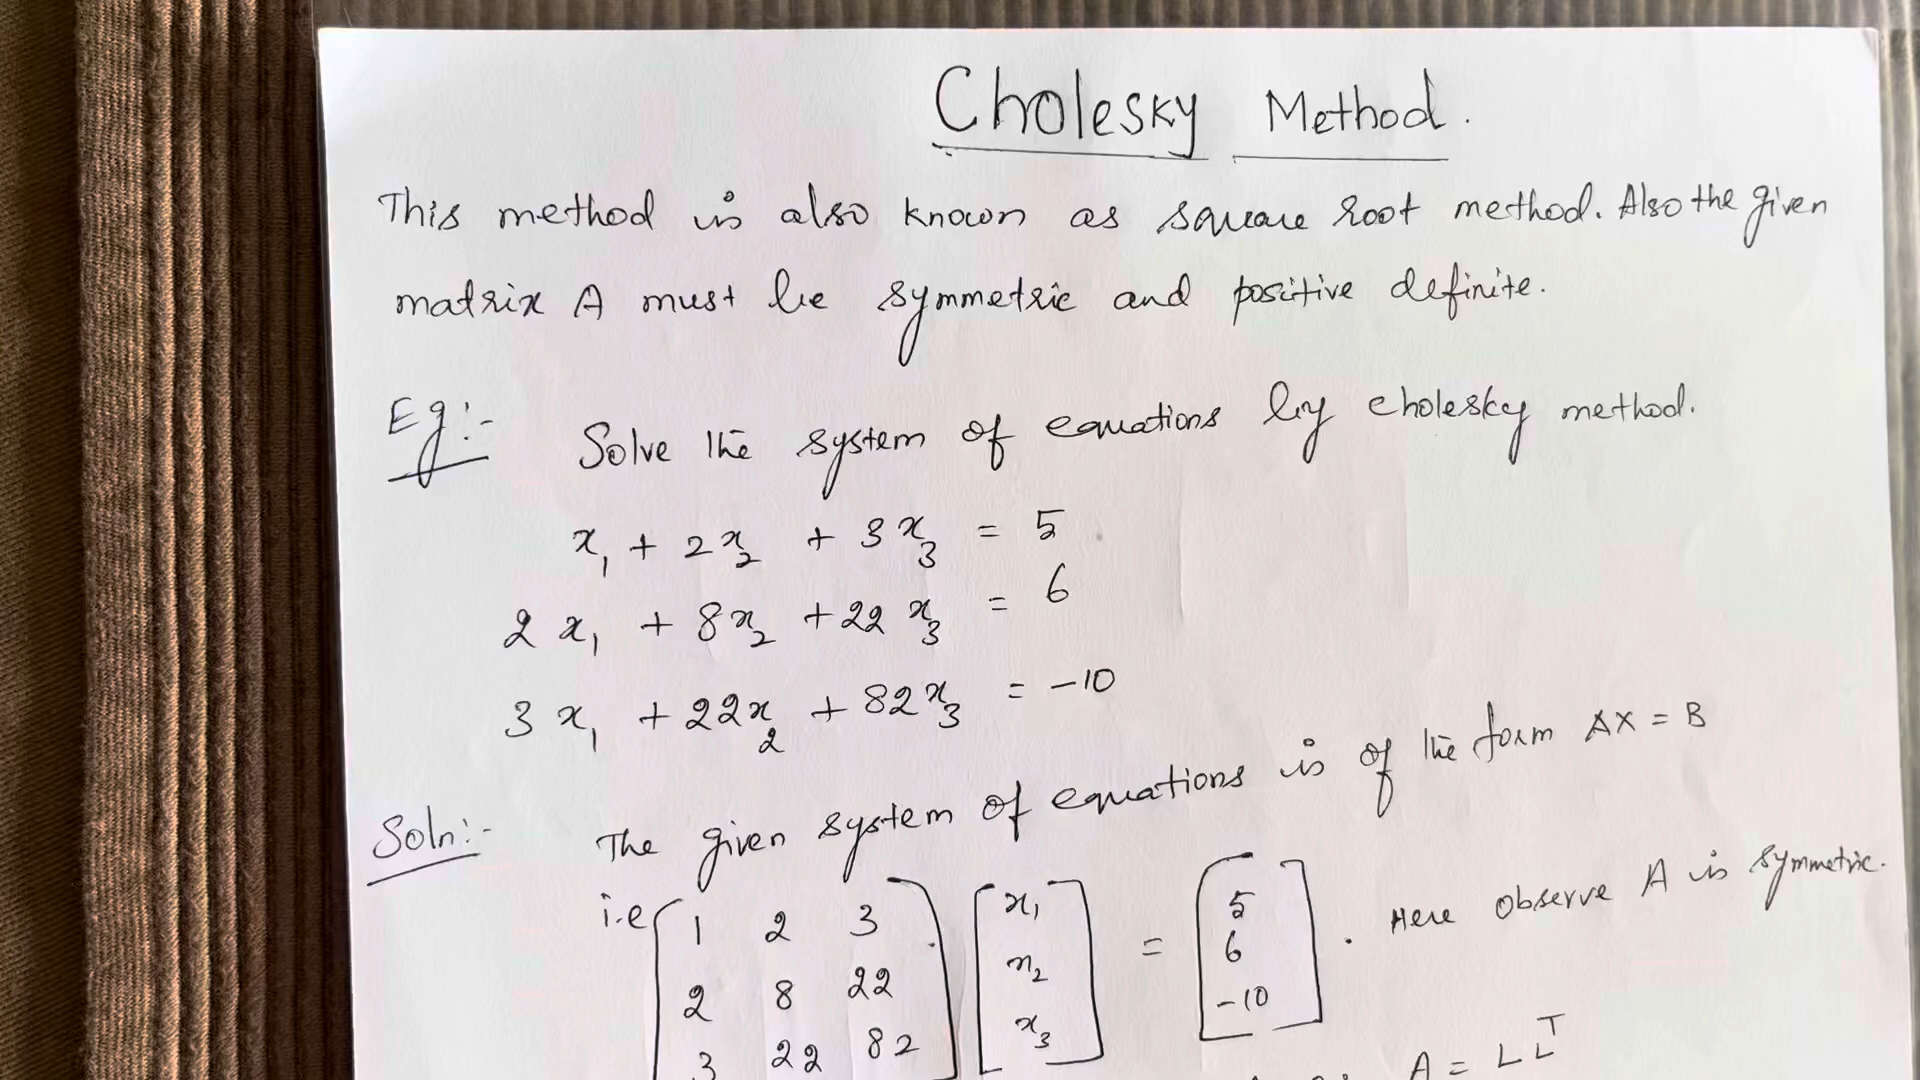 Cholesky Method.
This method is also known as square root method. Also the given
matrix A must be symmetric and positive definite.
Eg:- Solve the system of equations by cholesky method.
x₁ + 2x₂ + 3x₃ = 5
2x₁ + 8x₂ + 22x₃ = 6
3x₁ + 22x₂ + 82x₃ = -10
Soln:- The given system of equations is of the form AX = B
i.e [1 2 3] [x₁] = [5] . Here observe A is symmetric.
[2 8 22] [x₂] [6]
[3 22 82] [x₃] [-10]
A = LLᵀ